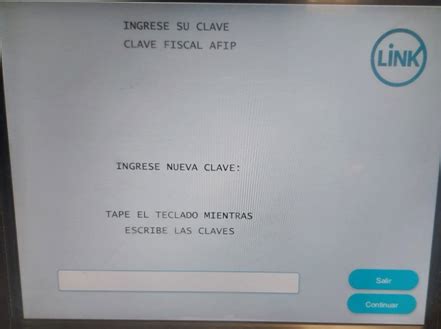 INGRESE SU CLAVE
CLAVE FISCAL AFIP
LINK
INGRESE NUEVA CLAVE:
TAPE EL TECLADO MIENTRAS
ESCRIBE LAS CLAVES
Salir
Continuar